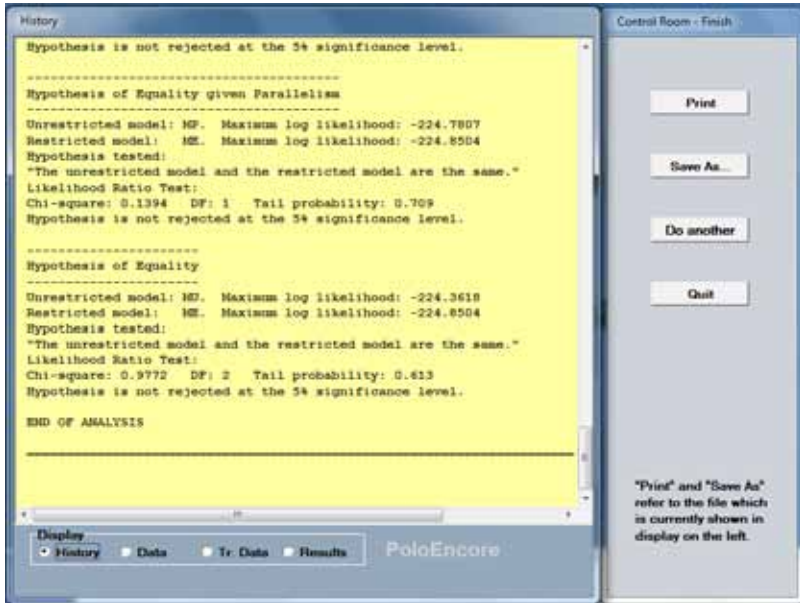 History
Hypothesis is not rejected at the 5% significance level.
----------------------------------------
Hypothesis of Equality given Parallelism
----------------------------------------
Unrestricted model: MP. Maximum log likelihood: -224.7807
Restricted model: ME. Maximum log likelihood: -224.8504
Hypothesis tested:
"The unrestricted model and the restricted model are the same."
Likelihood Ratio Test:
Chi-square: 0.1394 DF: 1 Tail probability: 0.709
Hypothesis is not rejected at the 5% significance level.
----------------------
Hypothesis of Equality
----------------------
Unrestricted model: MU. Maximum log likelihood: -224.3618
Restricted model: ME. Maximum log likelihood: -224.8504
Hypothesis tested:
"The unrestricted model and the restricted model are the same."
Likelihood Ratio Test:
Chi-square: 0.9772 DF: 2 Tail probability: 0.613
Hypothesis is not rejected at the 5% significance level.
END OF ANALYSIS
Display
History Data Tr. Data Results
PoloEncore
Control Room - Finish
Print
Save As...
Do another
Quit
"Print" and "Save As"
refer to the file which
is currently shown in
display on the left.